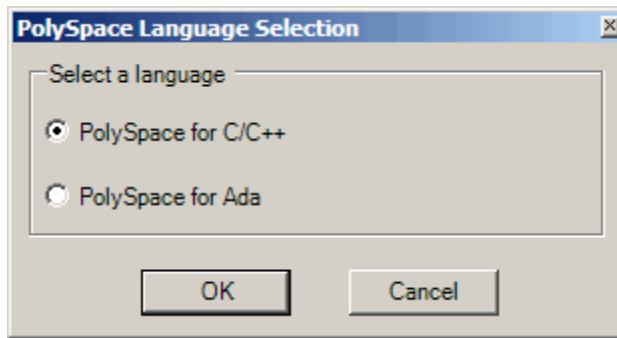 PolySpace Language Selection
Select a language
PolySpace for C/C++
PolySpace for Ada
OK
Cancel